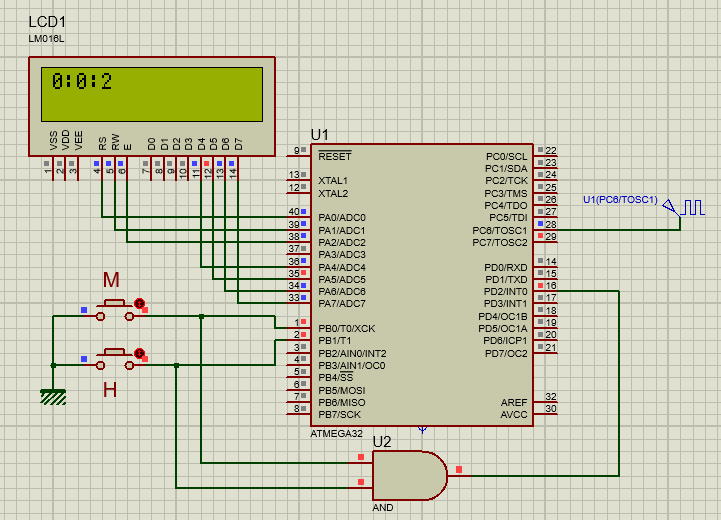 LCD1
LM016L
0:0:2
VSS VDD VEE RS RW E D0 D1 D2 D3 D4 D5 D6 D7
1 2 3 4 5 6 7 8 9 10 11 12 13 14
U1
9 RESET
13 XTAL1
12 XTAL2
40 PA0/ADC0
39 PA1/ADC1
38 PA2/ADC2
37 PA3/ADC3
36 PA4/ADC4
35 PA5/ADC5
34 PA6/ADC6
33 PA7/ADC7
1 PB0/T0/XCK
2 PB1/T1
3 PB2/AIN0/INT2
4 PB3/AIN1/OC0
5 PB4/SS
6 PB5/MOSI
7 PB6/MISO
8 PB7/SCK
PC0/SCL 22
PC1/SDA 23
PC2/TCK 24
PC3/TMS 25
PC4/TDO 26
PC5/TDI 27
PC6/TOSC1 28
PC7/TOSC2 29
PD0/RXD 14
PD1/TXD 15
PD2/INT0 16
PD3/INT1 17
PD4/OC1B 18
PD5/OC1A 19
PD6/ICP1 20
PD7/OC2 21
AREF 32
AVCC 30
ATMEGA32
U1(PC6/TOSC1)
M
H
U2
AND